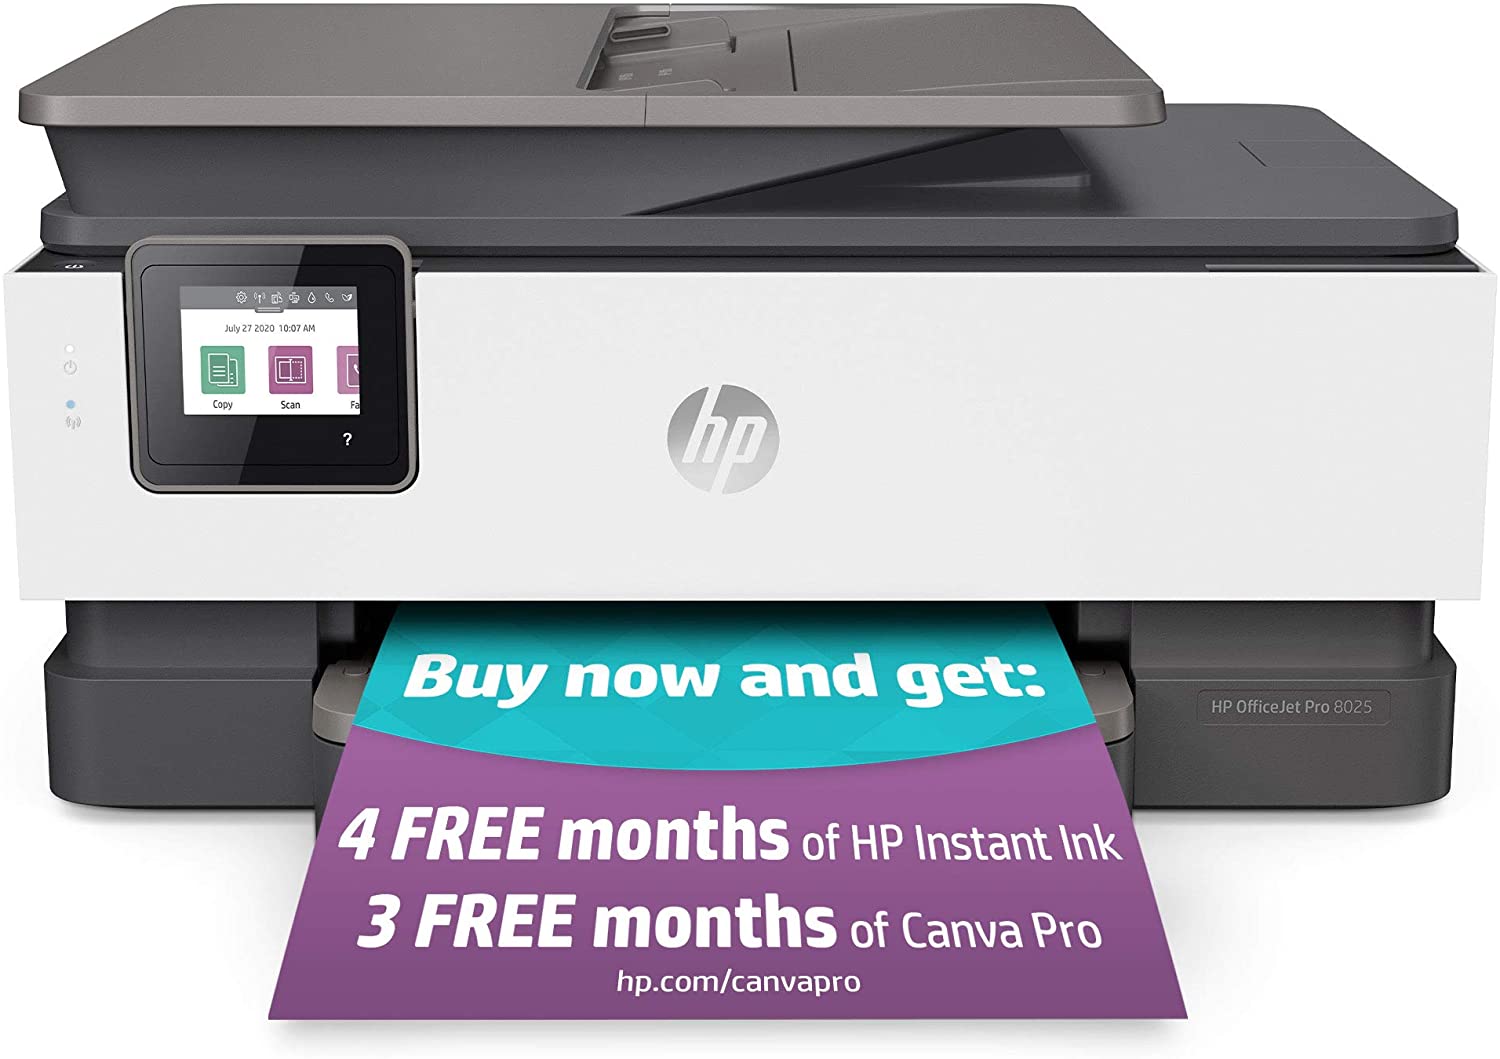 July 27 2020 10:07 AM
Copy
Scan
Fa
?
hp
HP OfficeJet Pro 8025
Buy now and get:
4 FREE months of HP Instant Ink
3 FREE months of Canva Pro
hp.com/canvapro